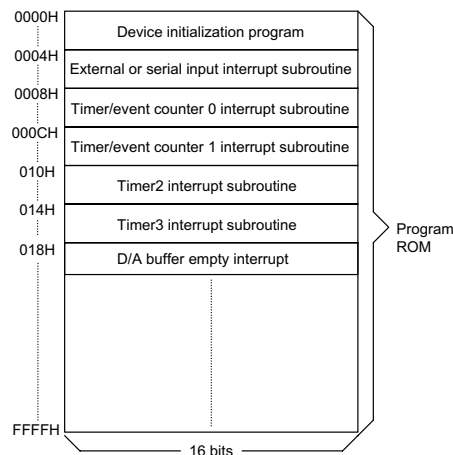 0000H
Device initialization program
0004H
External or serial input interrupt subroutine
0008H
Timer/event counter 0 interrupt subroutine
000CH
Timer/event counter 1 interrupt subroutine
010H
Timer2 interrupt subroutine
014H
Timer3 interrupt subroutine
018H
D/A buffer empty interrupt
Program
ROM
FFFFH
16 bits